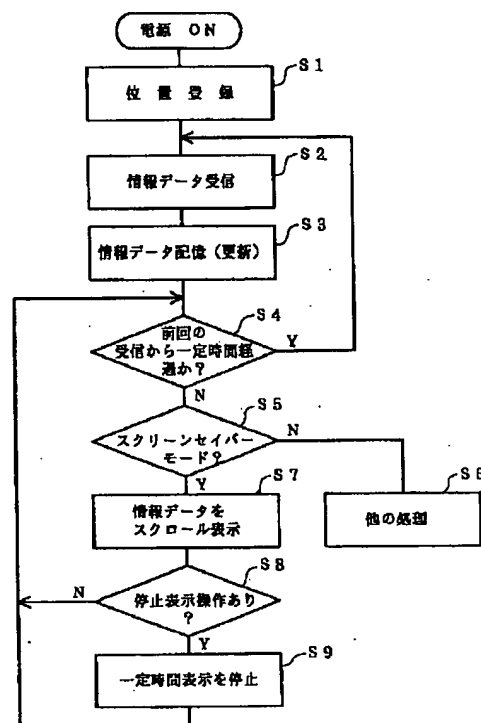 電源 ON
S1
位置登録
S2
情報データ受信
S3
情報データ記憶（更新）
S4
前回の
受信から一定時間経
過か？
Y
N
S5
スクリーンセイバー
モード？
N
Y
S7
S6
情報データを
スクロール表示
他の処理
S8
停止表示操作あり
？
N
Y
S9
一定時間表示を停止